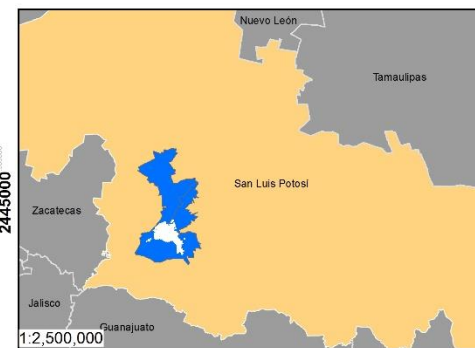 Nuevo León
Tamaulipas
San Luis Potosí
Zacatecas
Jalisco
Guanajuato
1:2,500,000
2445000